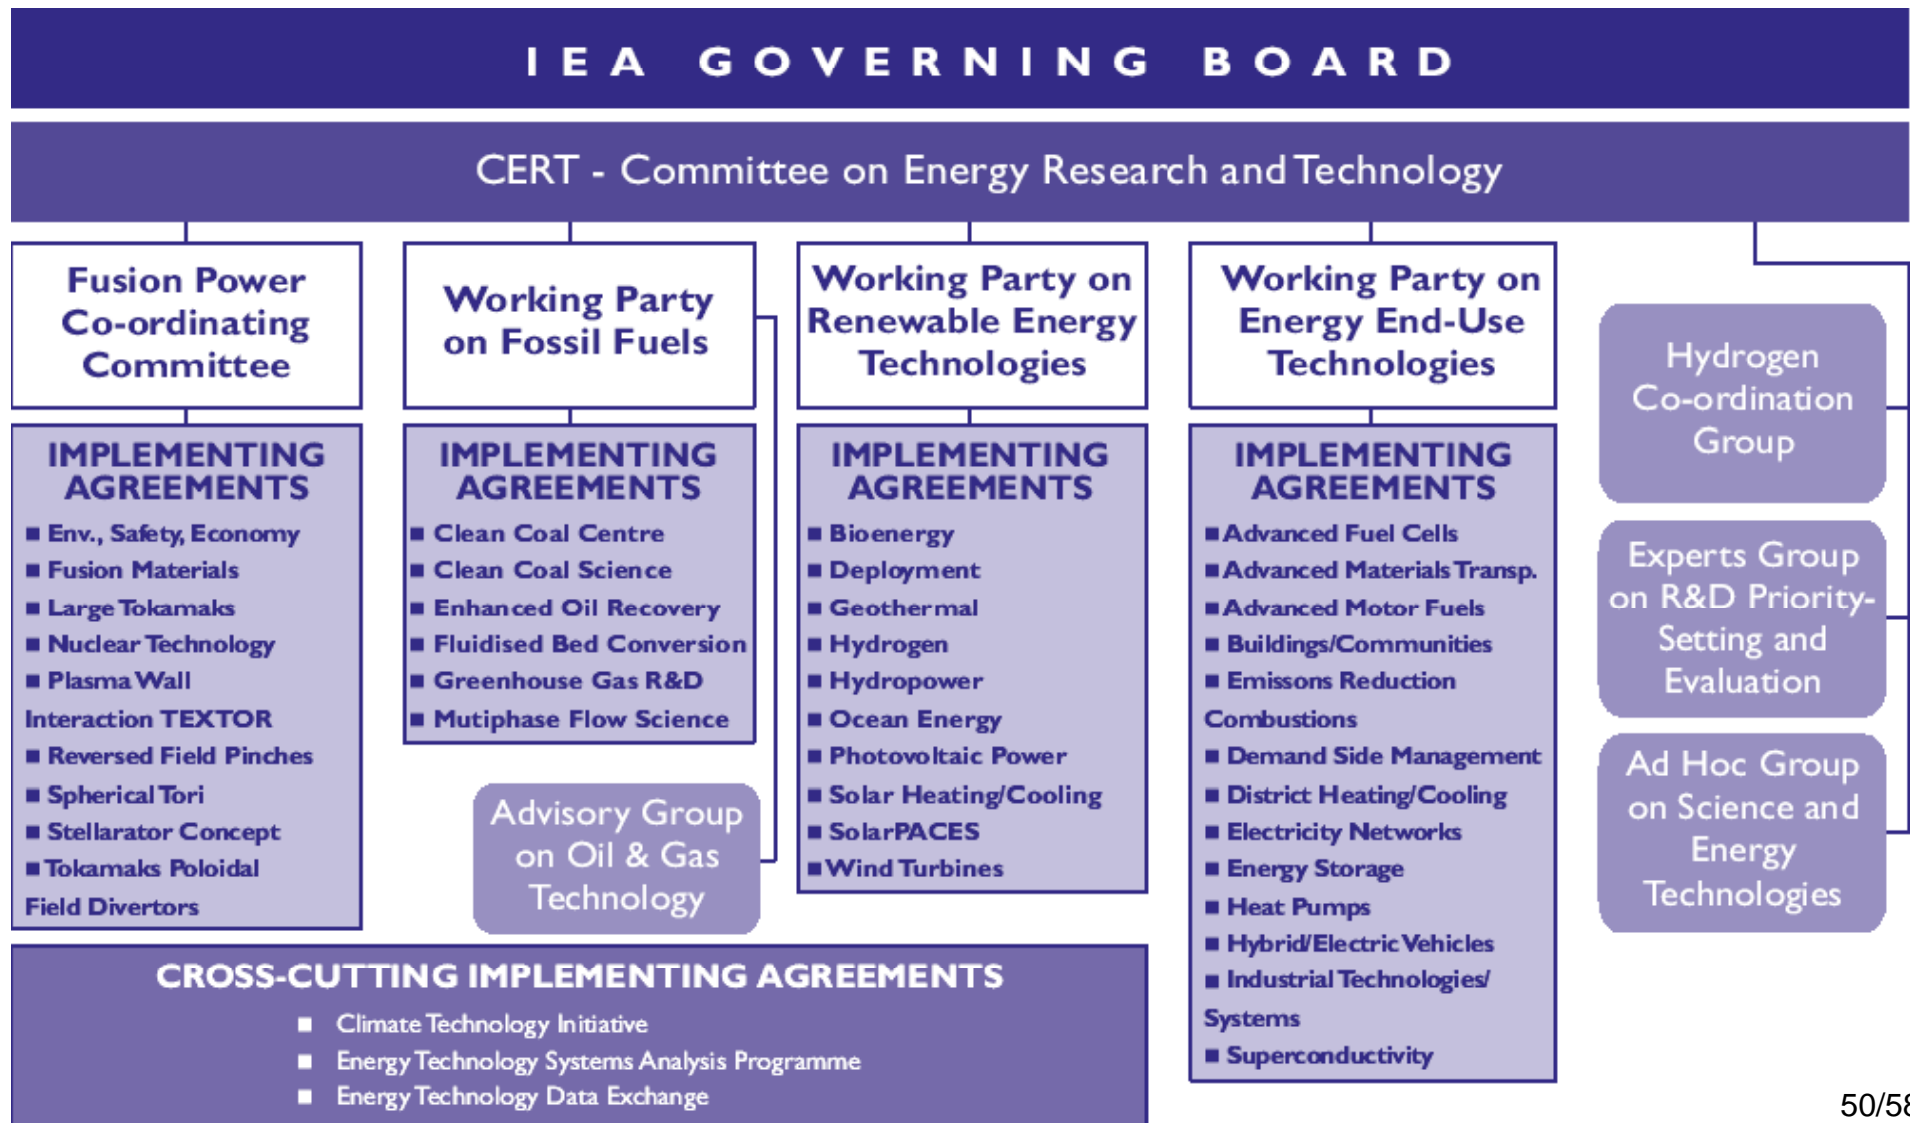 IEA GOVERNING BOARD
CERT - Committee on Energy Research and Technology
Fusion Power
Co-ordinating
Committee
IMPLEMENTING
AGREEMENTS
■ Env., Safety, Economy
■ Fusion Materials
■ Large Tokamaks
■ Nuclear Technology
■ Plasma Wall
Interaction TEXTOR
■ Reversed Field Pinches
■ Spherical Tori
■ Stellarator Concept
■ Tokamaks Poloidal
Field Divertors
Working Party
on Fossil Fuels
IMPLEMENTING
AGREEMENTS
■ Clean Coal Centre
■ Clean Coal Science
■ Enhanced Oil Recovery
■ Fluidised Bed Conversion
■ Greenhouse Gas R&D
■ Mutiphase Flow Science
Advisory Group
on Oil & Gas
Technology
Working Party on
Renewable Energy
Technologies
IMPLEMENTING
AGREEMENTS
■ Bioenergy
■ Deployment
■ Geothermal
■ Hydrogen
■ Hydropower
■ Ocean Energy
■ Photovoltaic Power
■ Solar Heating/Cooling
■ SolarPACES
■ Wind Turbines
Working Party on
Energy End-Use
Technologies
IMPLEMENTING
AGREEMENTS
■ Advanced Fuel Cells
■ Advanced Materials Transp.
■ Advanced Motor Fuels
■ Buildings/Communities
■ Emissons Reduction
Combustions
■ Demand Side Management
■ District Heating/Cooling
■ Electricity Networks
■ Energy Storage
■ Heat Pumps
■ Hybrid/Electric Vehicles
■ Industrial Technologies/
Systems
■ Superconductivity
Hydrogen
Co-ordination
Group
Experts Group
on R&D Priority-
Setting and
Evaluation
Ad Hoc Group
on Science and
Energy
Technologies
CROSS-CUTTING IMPLEMENTING AGREEMENTS
■ Climate Technology Initiative
■ Energy Technology Systems Analysis Programme
■ Energy Technology Data Exchange
50/58